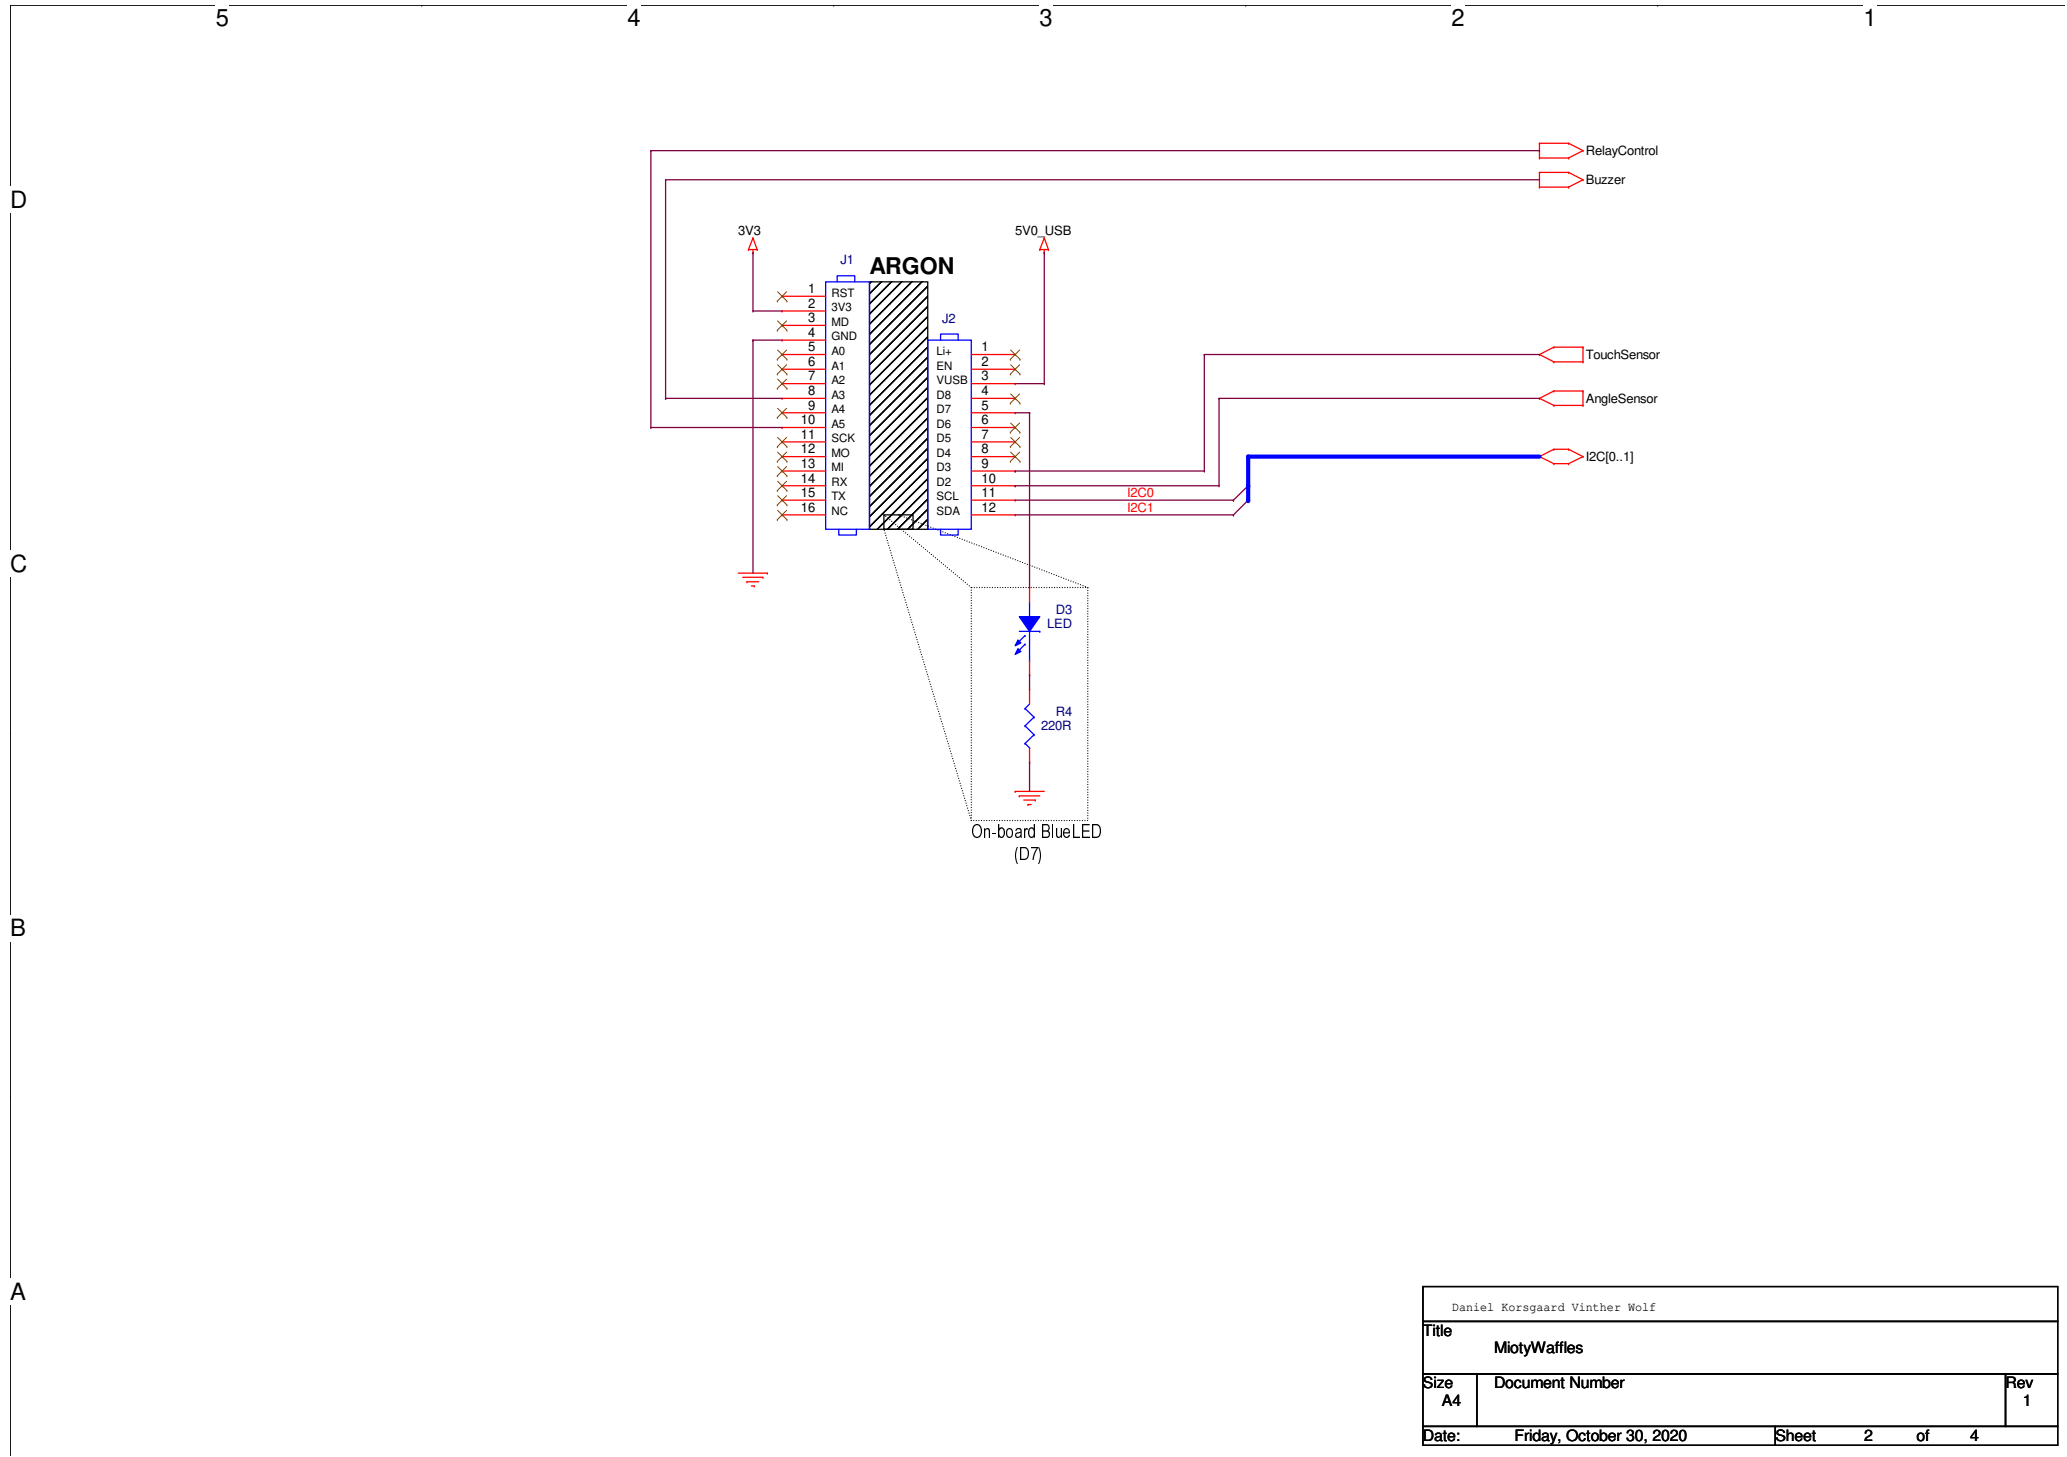 5 4 3 2 1
D
C
B
A
RelayControl
Buzzer
3V3
5V0_USB
J1
ARGON
1 RST
2 3V3
3 MD
4 GND
5 A0
6 A1
7 A2
8 A3
9 A4
10 A5
11 SCK
12 MO
13 MI
14 RX
15 TX
16 NC
J2
Li+ 1
EN 2
VUSB 3
D8 4
D7 5
D6 6
D5 7
D4 8
D3 9
D2 10
SCL 11
SDA 12
I2C0
I2C1
TouchSensor
AngleSensor
I2C[0..1]
D3
LED
R4
220R
On-board BlueLED
(D7)
Daniel Korsgaard Vinther Wolf
Title
MiotyWaffles
Size
A4
Document Number
Rev
1
Date: Friday, October 30, 2020
Sheet 2 of 4